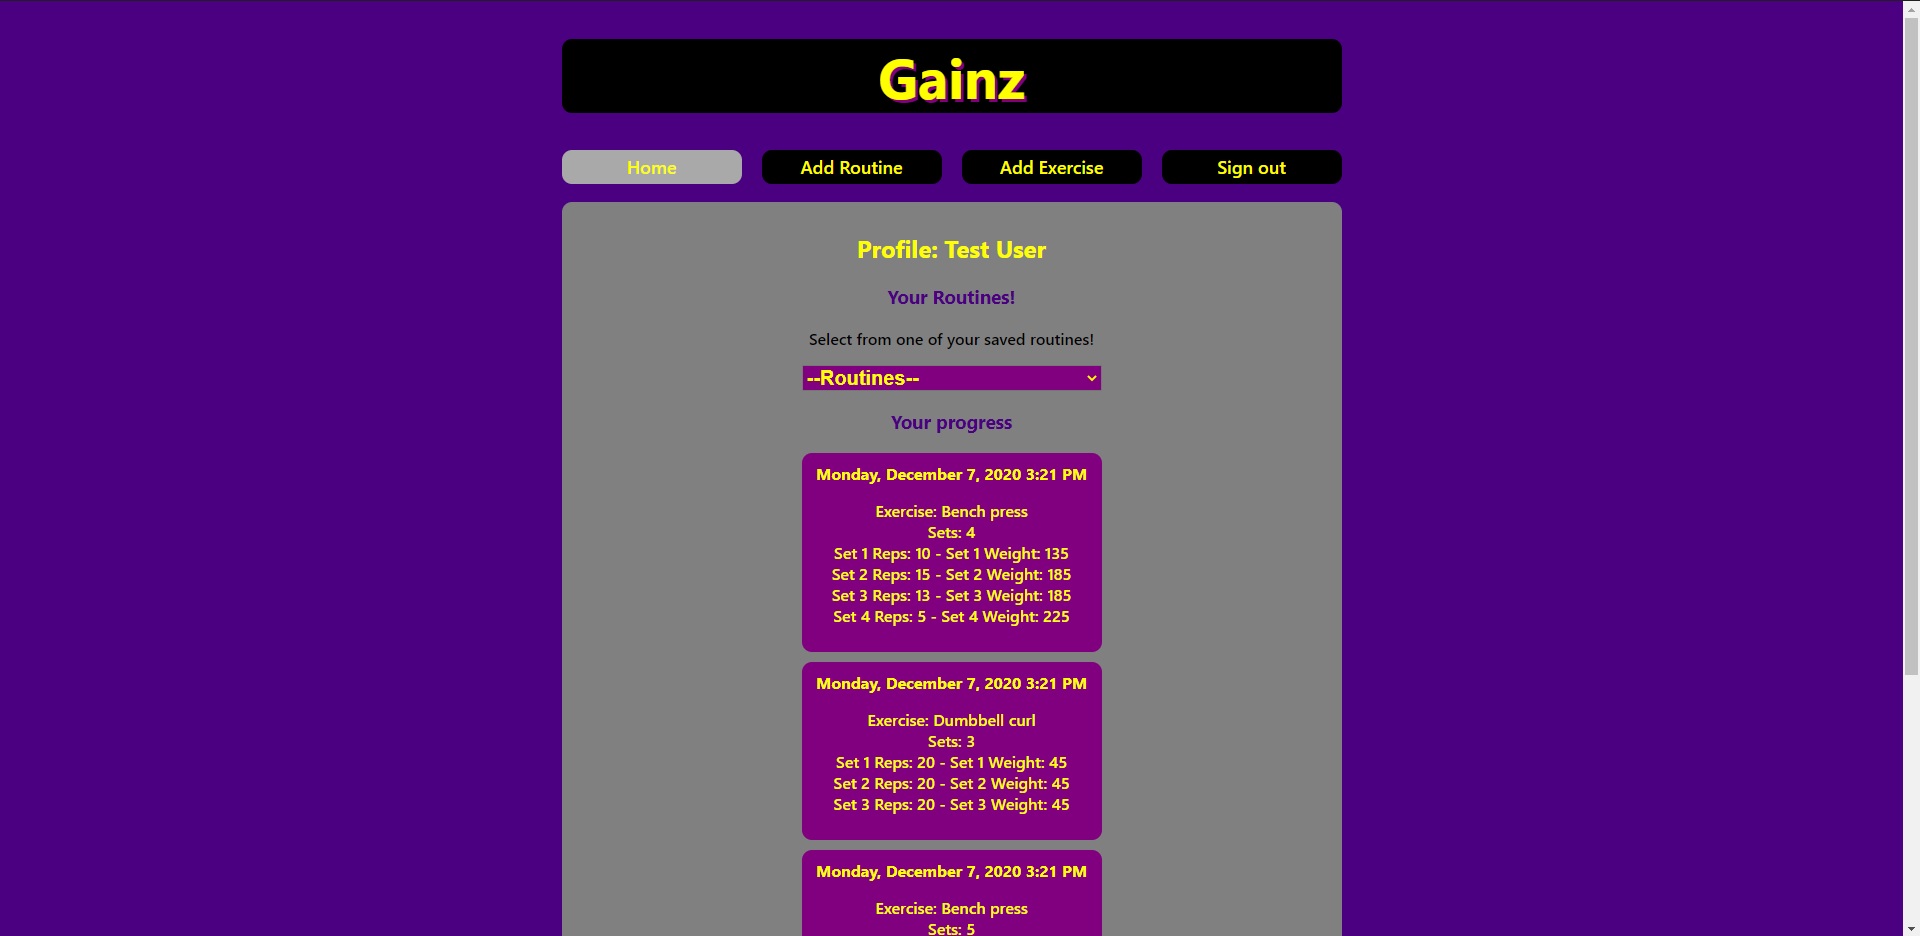 Gainz
Home
Add Routine
Add Exercise
Sign out
Profile: Test User
Your Routines!
Select from one of your saved routines!
--Routines--
Your progress
Monday, December 7, 2020 3:21 PM
Exercise: Bench press
Sets: 4
Set 1 Reps: 10 - Set 1 Weight: 135
Set 2 Reps: 15 - Set 2 Weight: 185
Set 3 Reps: 13 - Set 3 Weight: 185
Set 4 Reps: 5 - Set 4 Weight: 225
Monday, December 7, 2020 3:21 PM
Exercise: Dumbbell curl
Sets: 3
Set 1 Reps: 20 - Set 1 Weight: 45
Set 2 Reps: 20 - Set 2 Weight: 45
Set 3 Reps: 20 - Set 3 Weight: 45
Monday, December 7, 2020 3:21 PM
Exercise: Bench press
Sets: 5